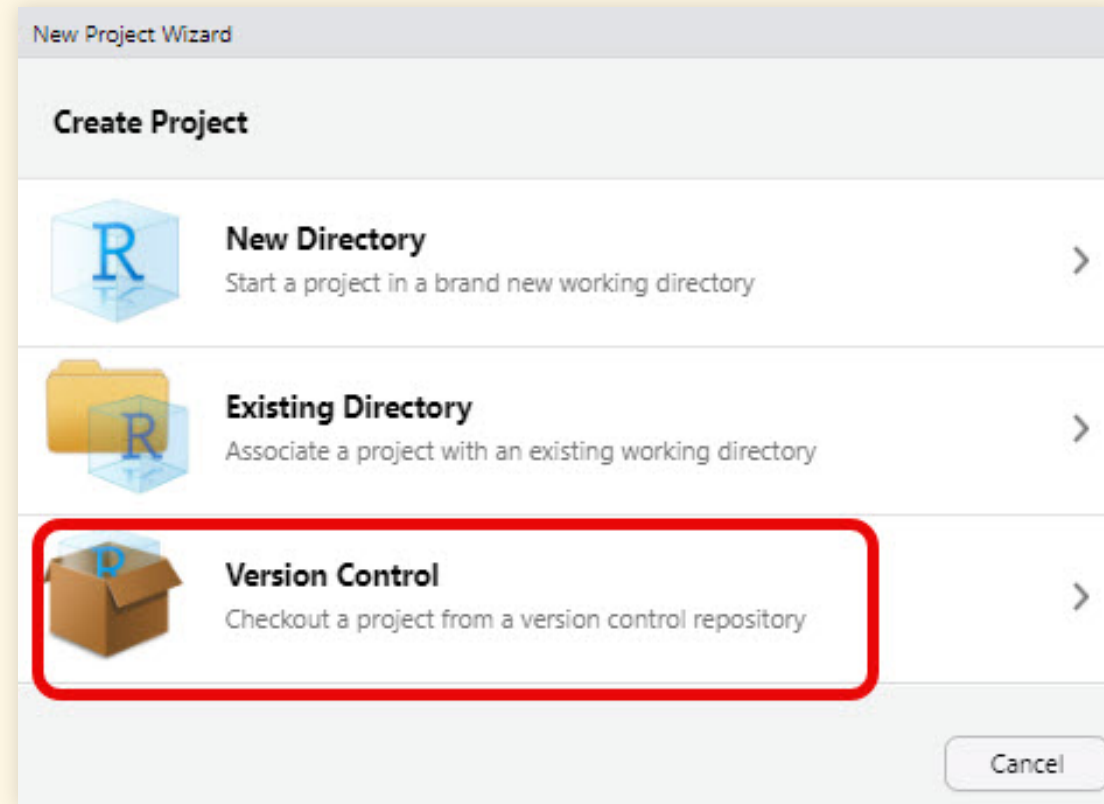 New Project Wizard
Create Project
R
New Directory
Start a project in a brand new working directory
R
Existing Directory
Associate a project with an existing working directory
R
Version Control
Checkout a project from a version control repository
Cancel